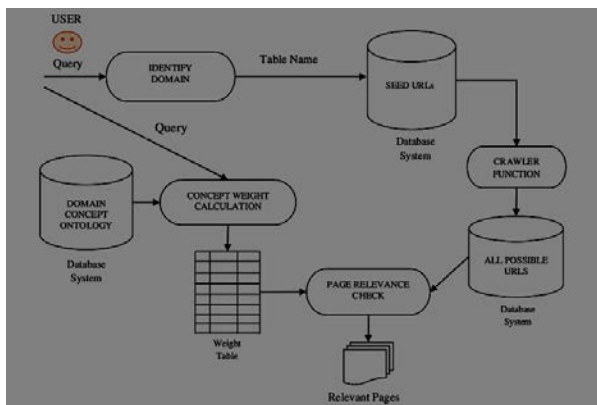 USER
Query
IDENTIFY
DOMAIN
Table Name
SEED URLs
Database
System
Query
CRAWLER
FUNCTION
DOMAIN
CONCEPT
ONTOLOGY
CONCEPT WEIGHT
CALCULATION
Database
System
ALL POSSIBLE
URLS
PAGE RELEVANCE
CHECK
Database
System
Weight
Table
Relevant Pages